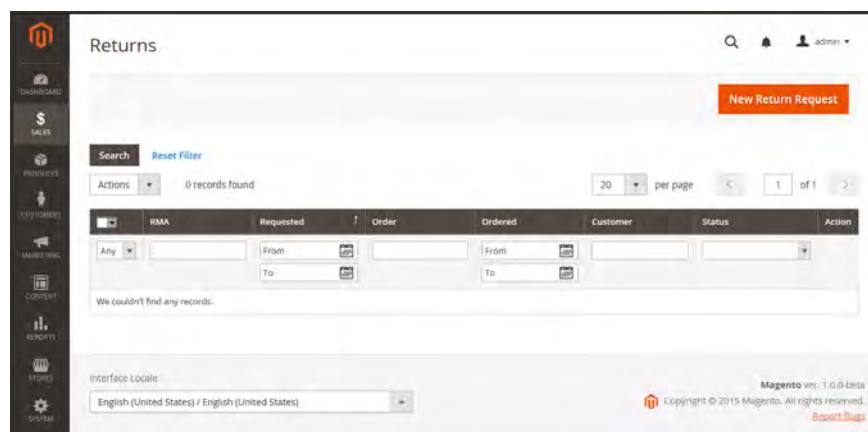 Returns
admin
New Return Request
DASHBOARD
SALES
PRODUCTS
CUSTOMERS
MARKETING
CONTENT
REPORTS
STORES
SYSTEM
Search Reset Filter
Actions 0 records found 20 per page 1 of 1
RMA Requested ↑ Order Ordered Customer Status Action
Any From From
To To
We couldn't find any records.
Interface Locale
English (United States) / English (United States)
Magento ver. 1.0.0-beta
Copyright © 2015 Magento. All rights reserved.
Report Bugs